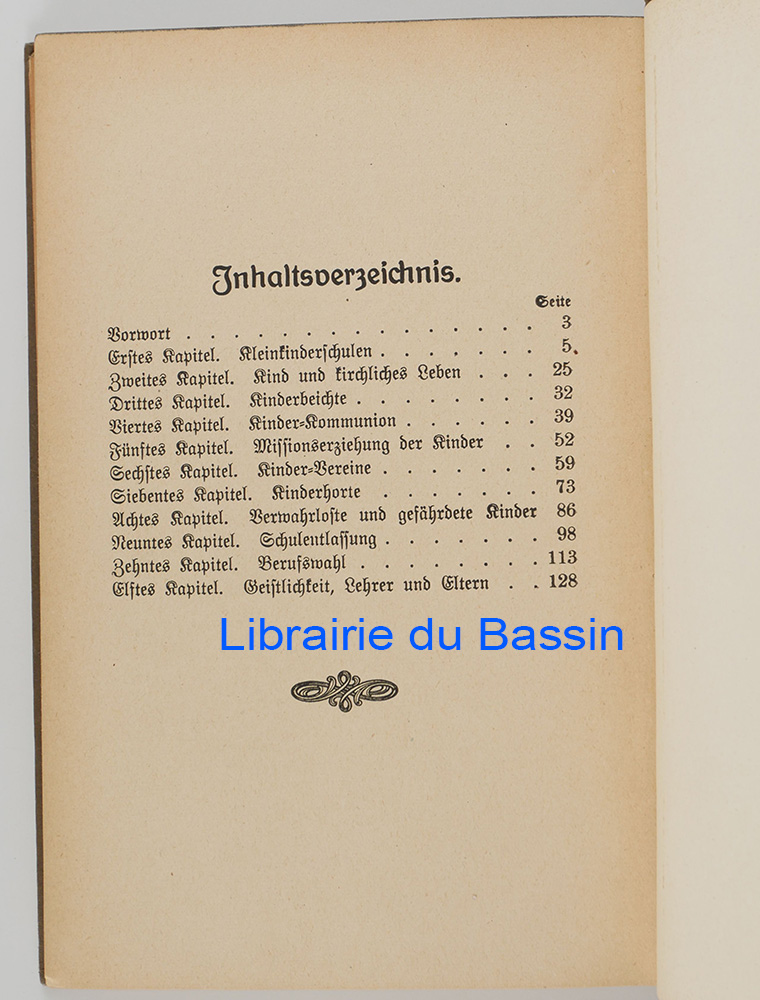 Inhaltsverzeichnis.
Seite
Vorwort . . . . . . . . . . . . . . . 3
Erstes Kapitel. Kleinkinderschulen . . . . . . . 5
Zweites Kapitel. Kind und kirchliches Leben . . . 25
Drittes Kapitel. Kinderbeichte . . . . . . . . 32
Viertes Kapitel. Kinder-Kommunion . . . . . . 39
Fünftes Kapitel. Missionserziehung der Kinder . . 52
Sechstes Kapitel. Kinder-Vereine . . . . . . . 59
Siebentes Kapitel. Kinderhorte . . . . . . . 73
Achtes Kapitel. Verwahrloste und gefährdete Kinder 86
Neuntes Kapitel. Schulentlassung . . . . . . . 98
Zehntes Kapitel. Berufswahl . . . . . . . . 113
Elftes Kapitel. Geistlichkeit, Lehrer und Eltern . . 128
Librairie du Bassin